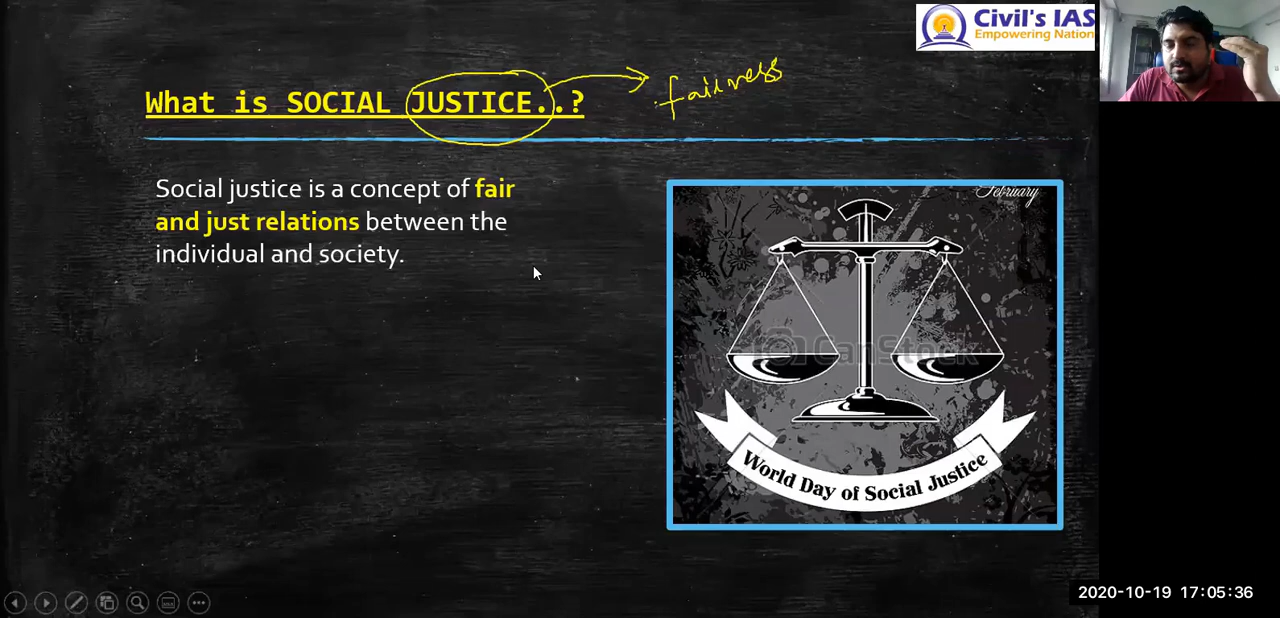 Civil's IAS
Empowering Nation
What is SOCIAL JUSTICE..?
fairness
Social justice is a concept of fair
and just relations between the
individual and society.
February
CanStock
World Day of Social Justice
2020-10-19 17:05:36